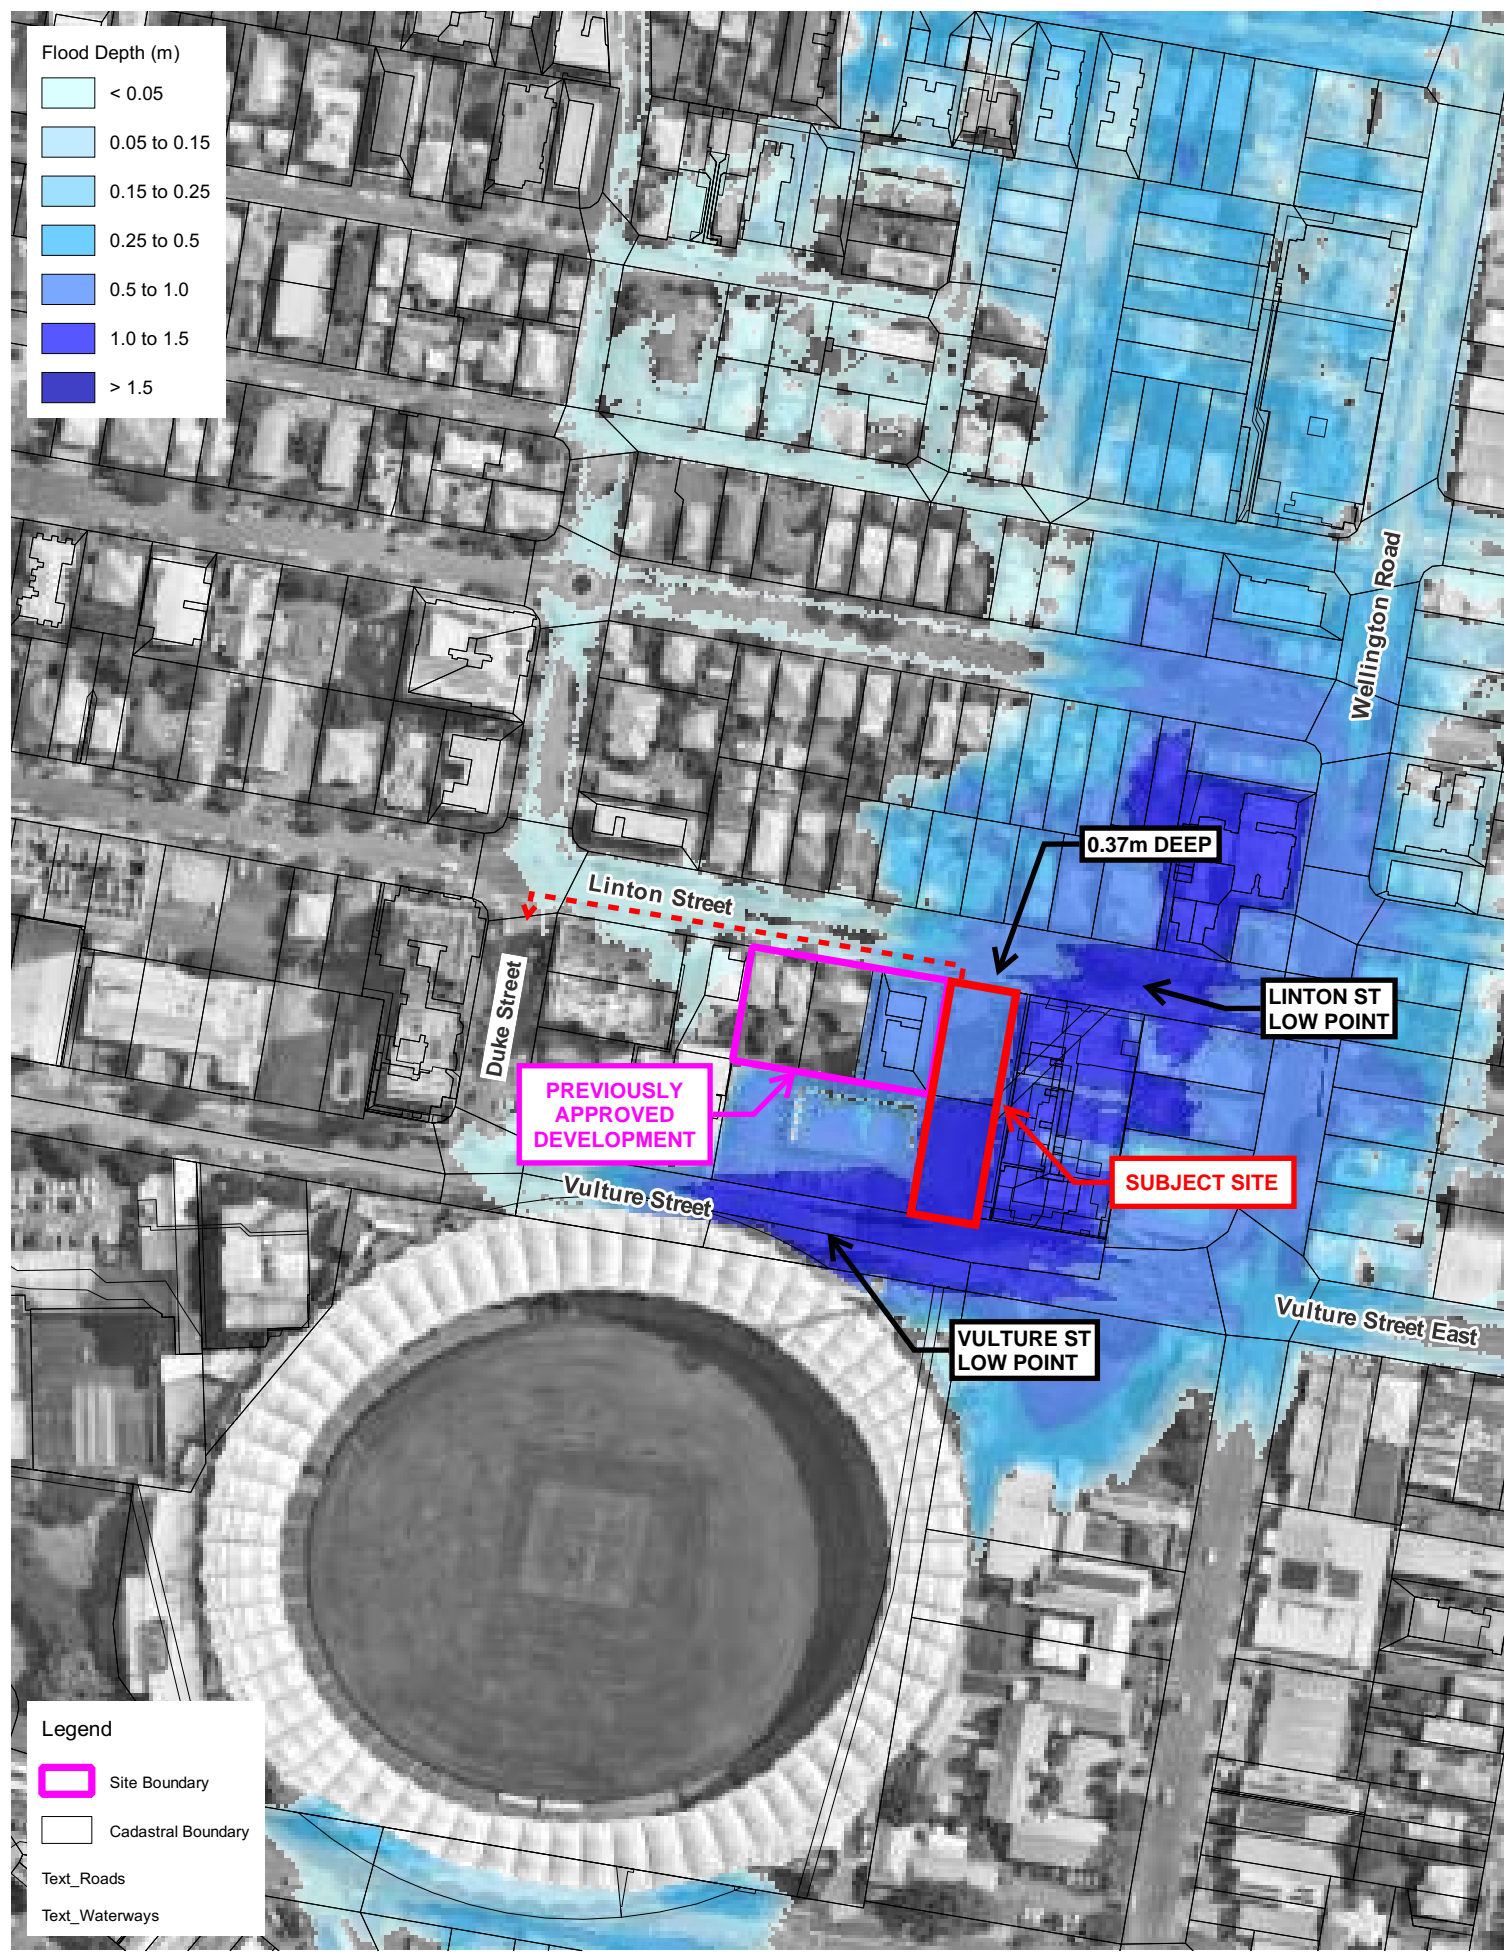 Flood Depth (m)
< 0.05
0.05 to 0.15
0.15 to 0.25
0.25 to 0.5
0.5 to 1.0
1.0 to 1.5
> 1.5
Wellington Road
0.37m DEEP
Linton Street
LINTON ST
LOW POINT
Duke Street
PREVIOUSLY
APPROVED
DEVELOPMENT
SUBJECT SITE
Vulture Street
Vulture Street East
VULTURE ST
LOW POINT
Legend
Site Boundary
Cadastral Boundary
Text_Roads
Text_Waterways